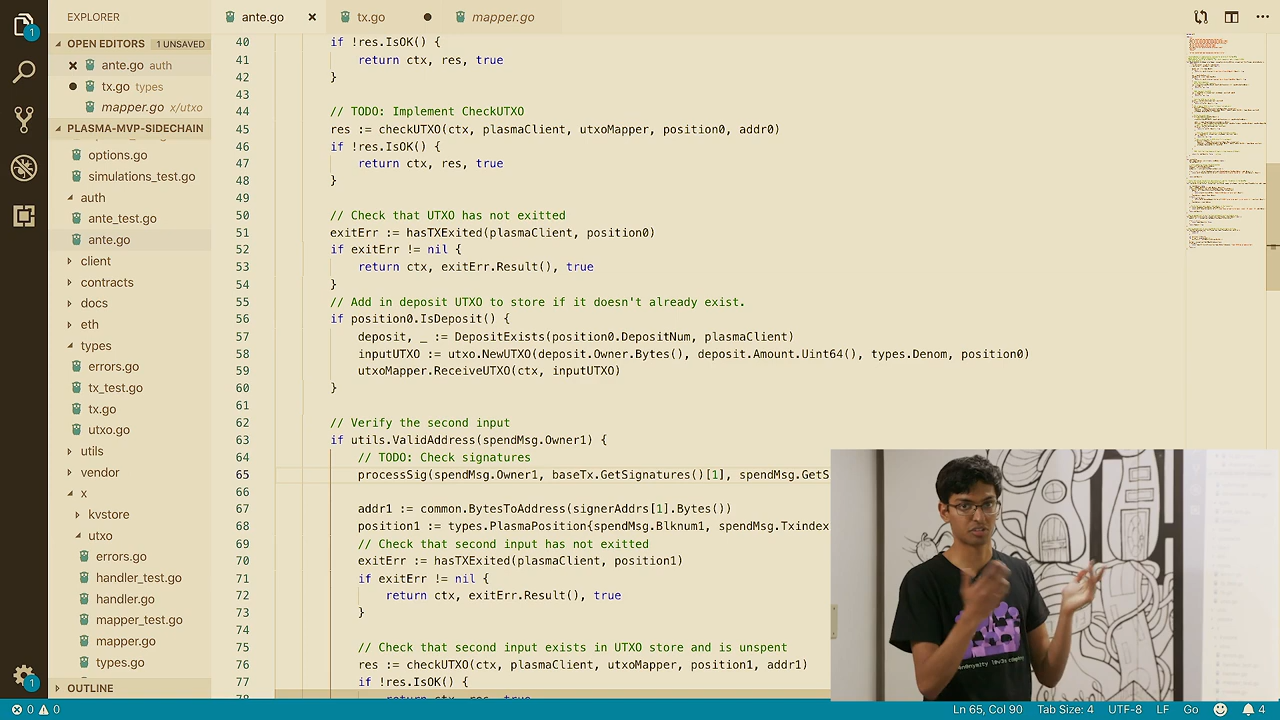 EXPLORER
ante.go
tx.go
mapper.go
OPEN EDITORS 1 UNSAVED
ante.go auth
tx.go types
mapper.go x/utxo
PLASMA-MVP-SIDECHAIN
options.go
simulations_test.go
auth
ante_test.go
ante.go
client
contracts
docs
eth
types
errors.go
tx_test.go
tx.go
utxo.go
utils
vendor
x
kvstore
utxo
errors.go
handler_test.go
handler.go
mapper_test.go
mapper.go
types.go
OUTLINE
1
1
40 if !res.IsOK() {
41 return ctx, res, true
42 }
43
44 // TODO: Implement CheckUTXO
45 res := checkUTXO(ctx, plasmaClient, utxoMapper, position0, addr0)
46 if !res.IsOK() {
47 return ctx, res, true
48 }
49
50 // Check that UTXO has not exitted
51 exitErr := hasTXExited(plasmaClient, position0)
52 if exitErr != nil {
53 return ctx, exitErr.Result(), true
54 }
55 // Add in deposit UTXO to store if it doesn't already exist.
56 if position0.IsDeposit() {
57 deposit, _ := DepositExists(position0.DepositNum, plasmaClient)
58 inputUTXO := utxo.NewUTXO(deposit.Owner.Bytes(), deposit.Amount.Uint64(), types.Denom, position0)
59 utxoMapper.ReceiveUTXO(ctx, inputUTXO)
60 }
61
62 // Verify the second input
63 if utils.ValidAddress(spendMsg.Owner1) {
64 // TODO: Check signatures
65 processSig(spendMsg.Owner1, baseTx.GetSignatures()[1], spendMsg.GetS
66
67 addr1 := common.BytesToAddress(signerAddrs[1].Bytes())
68 position1 := types.PlasmaPosition{spendMsg.Blknum1, spendMsg.Txindex
69 // Check that second input has not exitted
70 exitErr := hasTXExited(plasmaClient, position1)
71 if exitErr != nil {
72 return ctx, exitErr.Result(), true
73 }
74
75 // Check that second input exists in UTXO store and is unspent
76 res := checkUTXO(ctx, plasmaClient, utxoMapper, position1, addr1)
77 if !res.IsOK() {
78 return ctx, res, true
0 0
Ln 65, Col 90 Tab Size: 4 UTF-8 LF Go 4